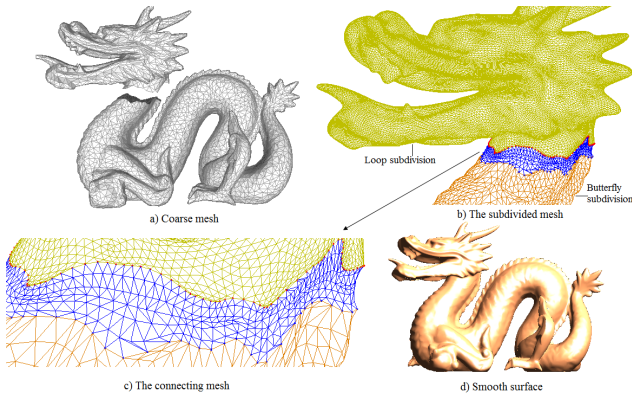 Loop subdivision
Butterfly
subdivision
a) Coarse mesh
b) The subdivided mesh
c) The connecting mesh
d) Smooth surface